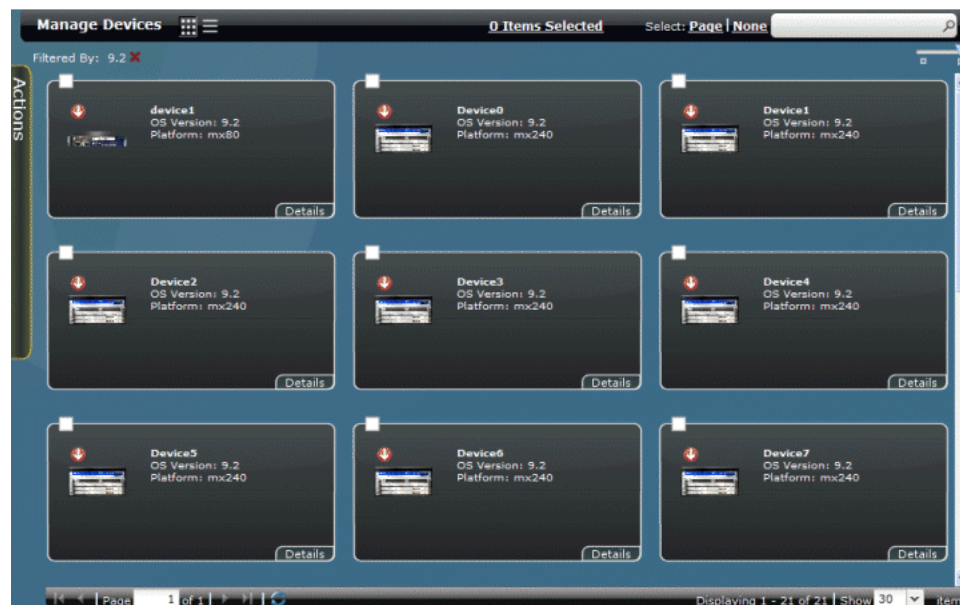 Manage Devices 0 Items Selected Select: Page | None
Filtered By: 9.2
Actions
device1
OS Version: 9.2
Platform: mx80
Details
Device0
OS Version: 9.2
Platform: mx240
Details
Device1
OS Version: 9.2
Platform: mx240
Details
Device2
OS Version: 9.2
Platform: mx240
Details
Device3
OS Version: 9.2
Platform: mx240
Details
Device4
OS Version: 9.2
Platform: mx240
Details
Device5
OS Version: 9.2
Platform: mx240
Details
Device6
OS Version: 9.2
Platform: mx240
Details
Device7
OS Version: 9.2
Platform: mx240
Details
Page 1 of 1 Displaying 1 - 21 of 21 Show 30 item